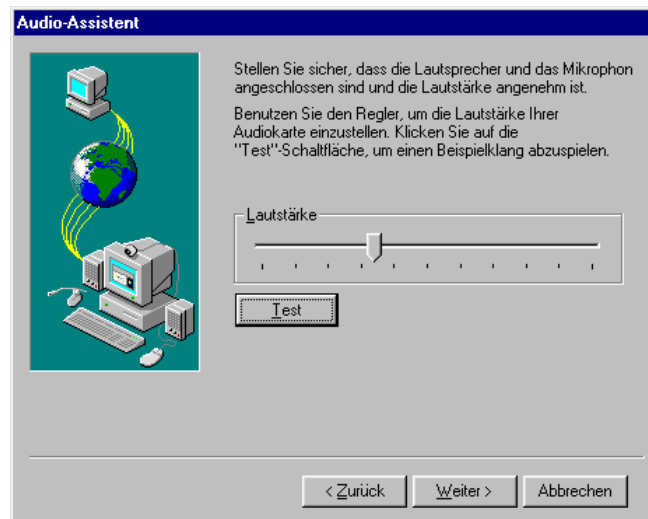 Audio-Assistent
Stellen Sie sicher, dass die Lautsprecher und das Mikrophon
angeschlossen sind und die Lautstärke angenehm ist.
Benutzen Sie den Regler, um die Lautstärke Ihrer
Audiokarte einzustellen. Klicken Sie auf die
"Test"-Schaltfläche, um einen Beispielklang abzuspielen.
Lautstärke
Test
< Zurück
Weiter >
Abbrechen